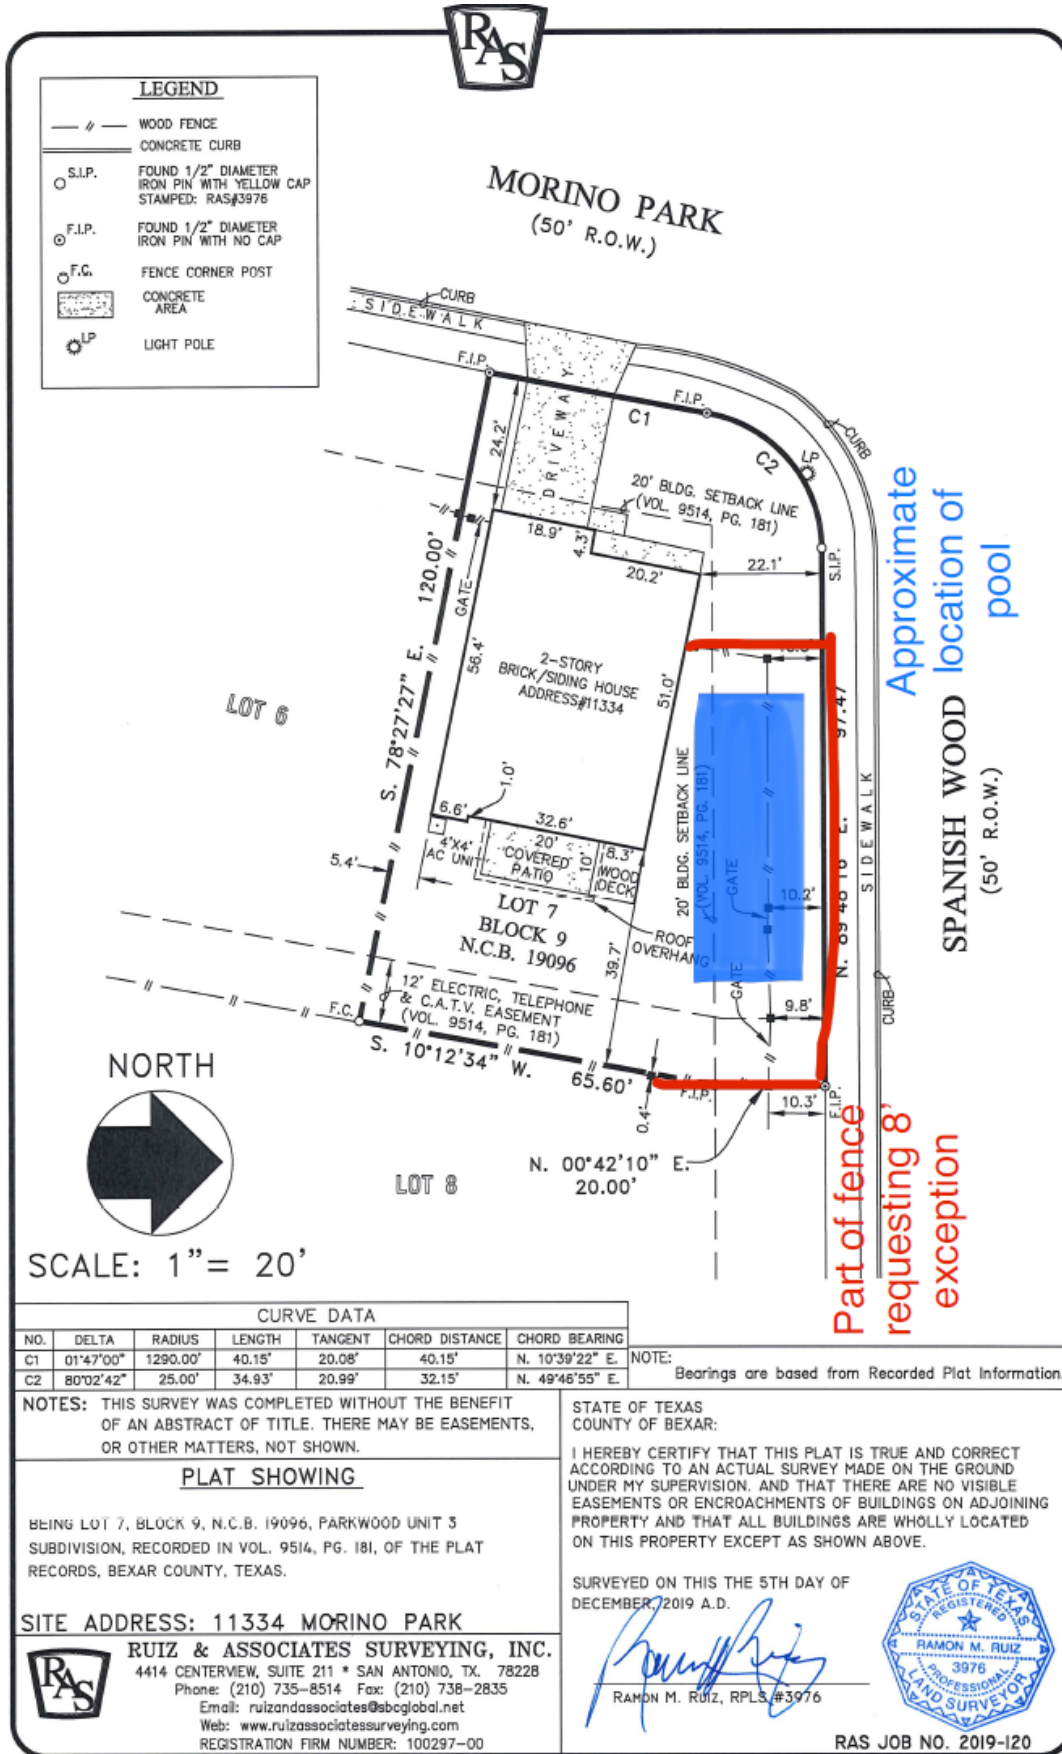 RAS
LEGEND
WOOD FENCE
CONCRETE CURB
S.I.P.
FOUND 1/2" DIAMETER
IRON PIN WITH YELLOW CAP
STAMPED: RAS#3976
F.I.P.
FOUND 1/2" DIAMETER
IRON PIN WITH NO CAP
F.C.
FENCE CORNER POST
CONCRETE
AREA
LP
LIGHT POLE
MORINO PARK
(50' R.O.W.)
CURB
SIDEWALK
F.I.P.
F.I.P.
C1
C2
LP
CURB
DRIVEWAY
24.2'
20' BLDG. SETBACK LINE
(VOL. 9514, PG. 181)
18.9'
4.3'
20.2'
22.1'
S.I.P.
GATE
120.00'
S. 78°27'27" E.
56.4'
2-STORY
BRICK/SIDING HOUSE
ADDRESS#11334
51.0'
LOT 6
Approximate
location of
pool
97.47
SPANISH WOOD
(50' R.O.W.)
SIDEWALK
CURB
20' BLDG. SETBACK LINE
(VOL. 9514, PG. 181)
GATE
10.2'
6.6'
1.0'
32.6'
4'X4'
AC UNIT
20'
COVERED
PATIO
10'
8.3'
WOOD
DECK
5.4'
LOT 7
BLOCK 9
N.C.B. 19096
ROOF
OVERHANG
39.7'
GATE
9.8'
12' ELECTRIC, TELEPHONE
& C.A.T.V. EASEMENT
(VOL. 9514, PG. 181)
F.C.
S. 10°12'34" W.
65.60'
F.I.P.
0.4'
10.3'
F.I.P.
N. 00°42'10" E.
20.00'
LOT 8
NORTH
SCALE: 1"= 20'
Part of fence
requesting 8'
exception
CURVE DATA
NO. DELTA RADIUS LENGTH TANGENT CHORD DISTANCE CHORD BEARING
C1 01°47'00" 1290.00' 40.15' 20.08' 40.15' N. 10°39'22" E.
C2 80°02'42" 25.00' 34.93' 20.99' 32.15' N. 49°46'55" E.
NOTE:
Bearings are based from Recorded Plat Information.
NOTES: THIS SURVEY WAS COMPLETED WITHOUT THE BENEFIT
OF AN ABSTRACT OF TITLE. THERE MAY BE EASEMENTS,
OR OTHER MATTERS, NOT SHOWN.
PLAT SHOWING
BEING LOT 7, BLOCK 9, N.C.B. 19096, PARKWOOD UNIT 3
SUBDIVISION, RECORDED IN VOL. 9514, PG. 181, OF THE PLAT
RECORDS, BEXAR COUNTY, TEXAS.
SITE ADDRESS: 11334 MORINO PARK
RAS
RUIZ & ASSOCIATES SURVEYING, INC.
4414 CENTERVIEW, SUITE 211 * SAN ANTONIO, TX. 78228
Phone: (210) 735-8514 Fax: (210) 738-2835
Email: ruizandassociates@sbcglobal.net
Web: www.ruizassociatessurveying.com
REGISTRATION FIRM NUMBER: 100297-00
STATE OF TEXAS
COUNTY OF BEXAR:
I HEREBY CERTIFY THAT THIS PLAT IS TRUE AND CORRECT
ACCORDING TO AN ACTUAL SURVEY MADE ON THE GROUND
UNDER MY SUPERVISION. AND THAT THERE ARE NO VISIBLE
EASEMENTS OR ENCROACHMENTS OF BUILDINGS ON ADJOINING
PROPERTY AND THAT ALL BUILDINGS ARE WHOLLY LOCATED
ON THIS PROPERTY EXCEPT AS SHOWN ABOVE.
SURVEYED ON THIS THE 5TH DAY OF
DECEMBER, 2019 A.D.
RAMON M. RUIZ, RPLS #3976
STATE OF TEXAS
REGISTERED
RAMON M. RUIZ
3976
PROFESSIONAL
LAND SURVEYOR
RAS JOB NO. 2019-120